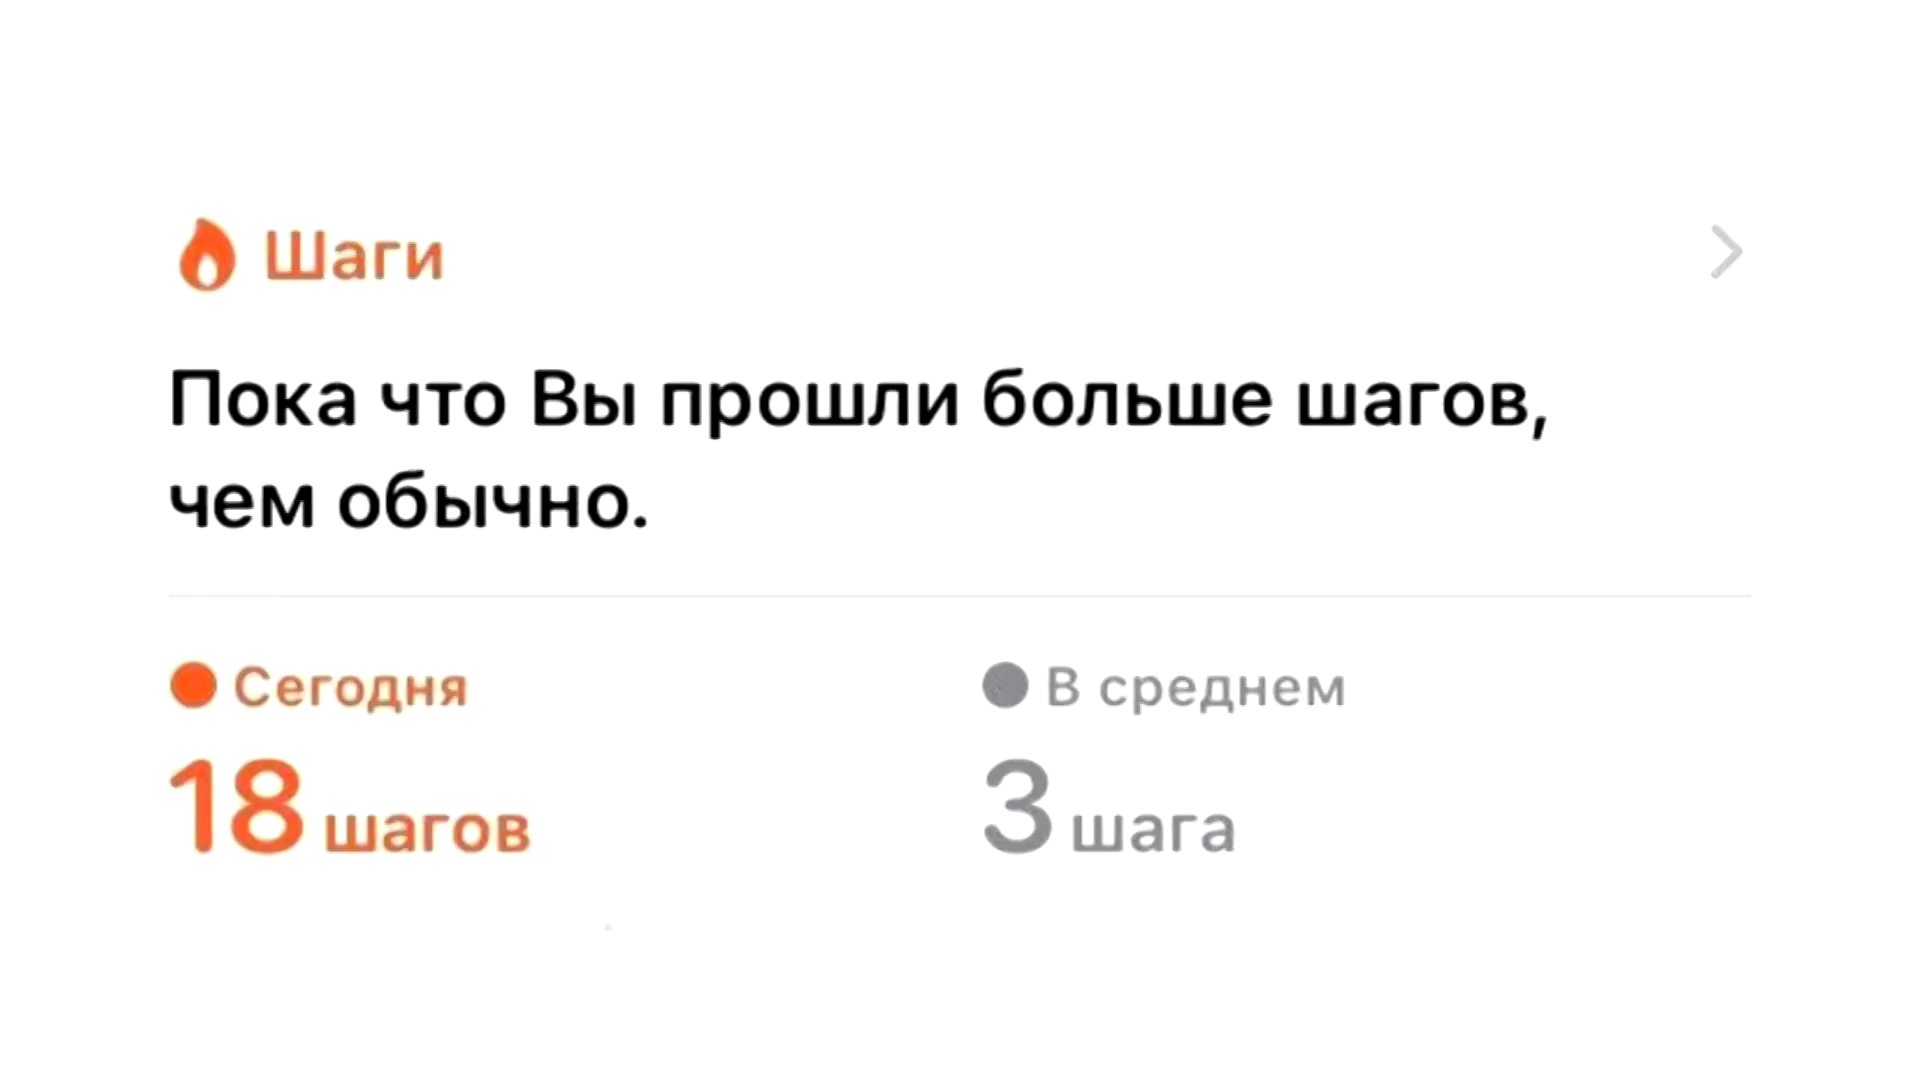 Шаги
Пока что Вы прошли больше шагов,
чем обычно.
Сегодня
В среднем
18 шагов
3 шага